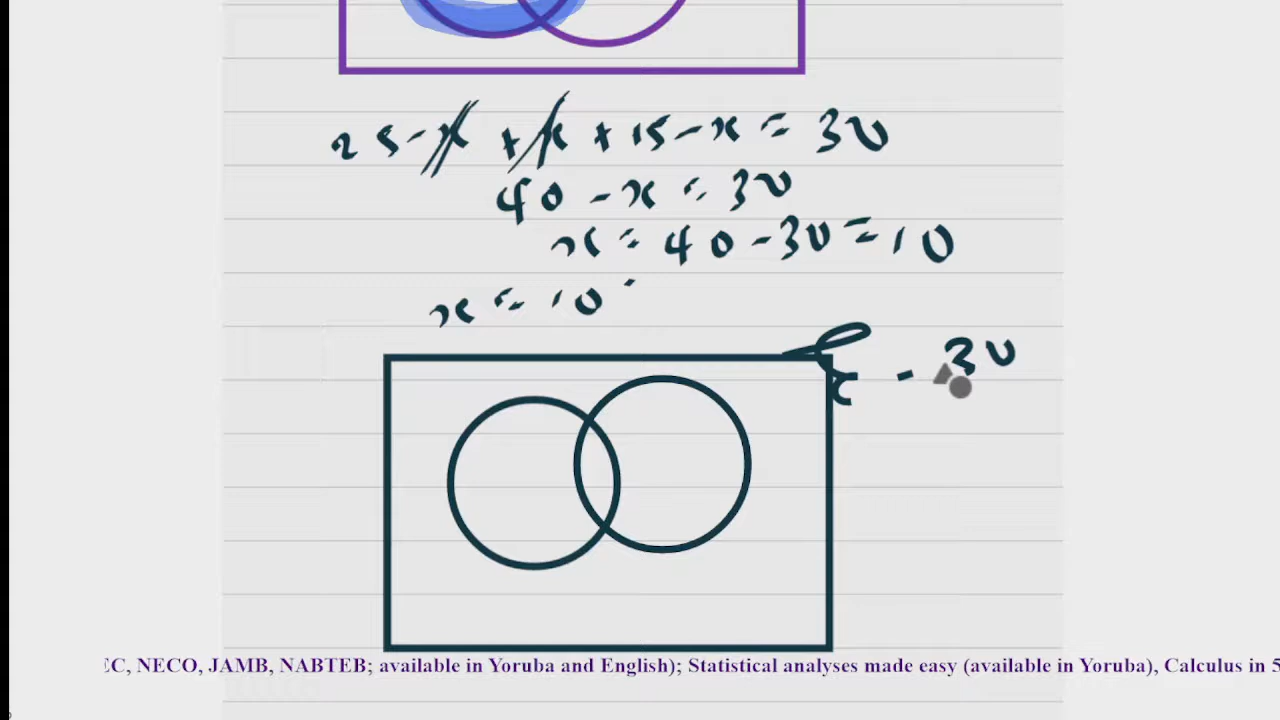 25 - x + x + 15 - x = 30
40 - x = 30
x = 40 - 30 = 10
x = 10
ξ = 30
EC, NECO, JAMB, NABTEB; available in Yoruba and English); Statistical analyses made easy (available in Yoruba), Calculus in 5